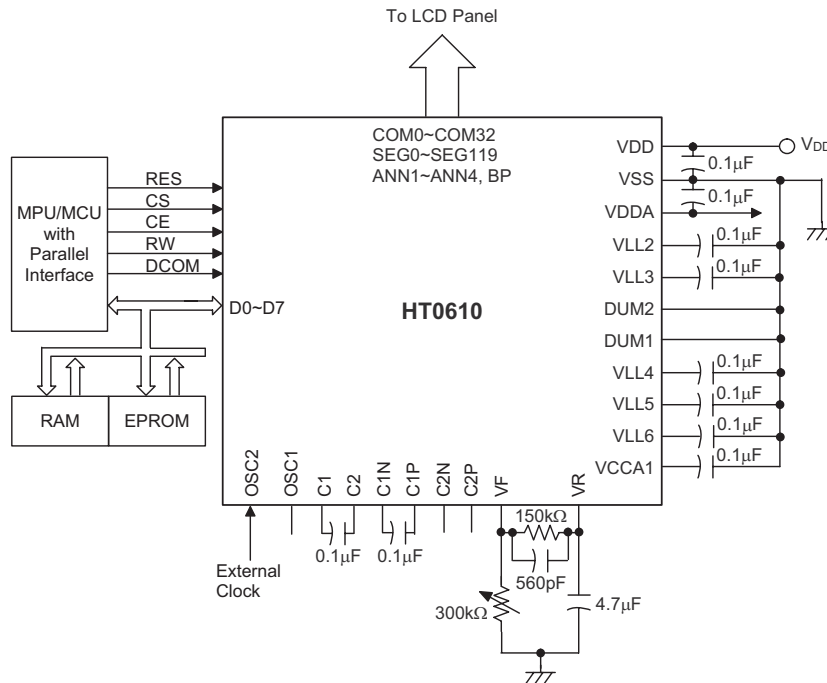 To LCD Panel
COM0~COM32
SEG0~SEG119
ANN1~ANN4, BP
MPU/MCU
with
Parallel
Interface
RES
CS
CE
RW
DCOM
D0~D7
HT0610
RAM
EPROM
VDD
VSS
VDDA
VLL2
VLL3
DUM2
DUM1
VLL4
VLL5
VLL6
VCCA1
VDD
0.1μF
0.1μF
0.1μF
0.1μF
0.1μF
0.1μF
0.1μF
0.1μF
OSC2
OSC1
C1
C2
C1N
C1P
C2N
C2P
VF
VR
External
Clock
0.1μF
0.1μF
150kΩ
560pF
300kΩ
4.7μF